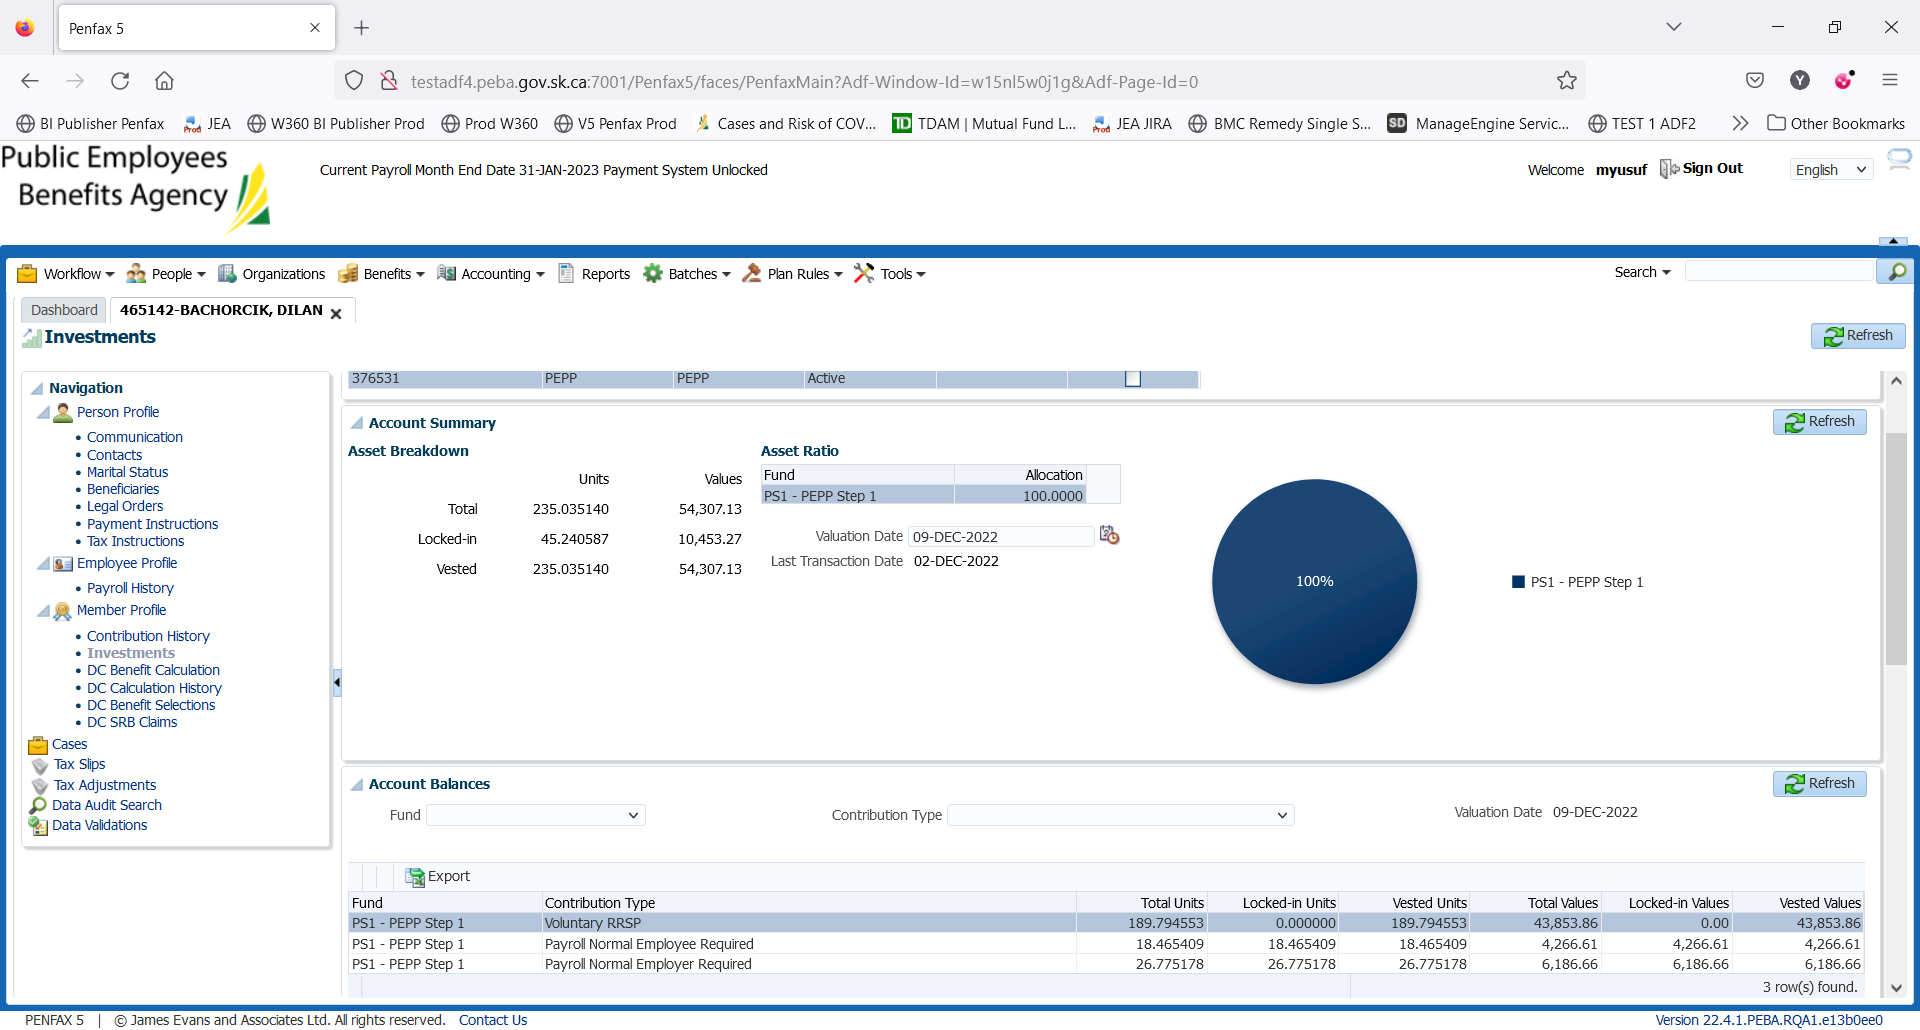 Penfax 5
testadf4.peba.gov.sk.ca:7001/Penfax5/faces/PenfaxMain?Adf-Window-Id=w15nl5w0j1g&Adf-Page-Id=0
BI Publisher Penfax JEA W360 BI Publisher Prod Prod W360 V5 Penfax Prod Cases and Risk of COV... TD TDAM | Mutual Fund L... JEA JIRA BMC Remedy Single S... SD ManageEngine Servic... TEST 1 ADF2 Other Bookmarks
Public Employees
Benefits Agency
Current Payroll Month End Date 31-JAN-2023 Payment System Unlocked
Welcome myusuf Sign Out English
Workflow People Organizations Benefits Accounting Reports Batches Plan Rules Tools Search
Dashboard 465142-BACHORCIK, DILAN
Investments Refresh
Navigation
Person Profile
Communication
Contacts
Marital Status
Beneficiaries
Legal Orders
Payment Instructions
Tax Instructions
Employee Profile
Payroll History
Member Profile
Contribution History
Investments
DC Benefit Calculation
DC Calculation History
DC Benefit Selections
DC SRB Claims
Cases
Tax Slips
Tax Adjustments
Data Audit Search
Data Validations
376531 PEPP PEPP Active
Account Summary Refresh
Asset Breakdown
Units Values
Total 235.035140 54,307.13
Locked-in 45.240587 10,453.27
Vested 235.035140 54,307.13
Asset Ratio
Fund Allocation
PS1 - PEPP Step 1 100.0000
Valuation Date 09-DEC-2022
Last Transaction Date 02-DEC-2022
100%
PS1 - PEPP Step 1
Account Balances Refresh
Fund Contribution Type Valuation Date 09-DEC-2022
Export
Fund Contribution Type Total Units Locked-in Units Vested Units Total Values Locked-in Values Vested Values
PS1 - PEPP Step 1 Voluntary RRSP 189.794553 0.000000 189.794553 43,853.86 0.00 43,853.86
PS1 - PEPP Step 1 Payroll Normal Employee Required 18.465409 18.465409 18.465409 4,266.61 4,266.61 4,266.61
PS1 - PEPP Step 1 Payroll Normal Employer Required 26.775178 26.775178 26.775178 6,186.66 6,186.66 6,186.66
3 row(s) found.
PENFAX 5 | © James Evans and Associates Ltd. All rights reserved. Contact Us Version 22.4.1.PEBA.RQA1.e13b0ee0